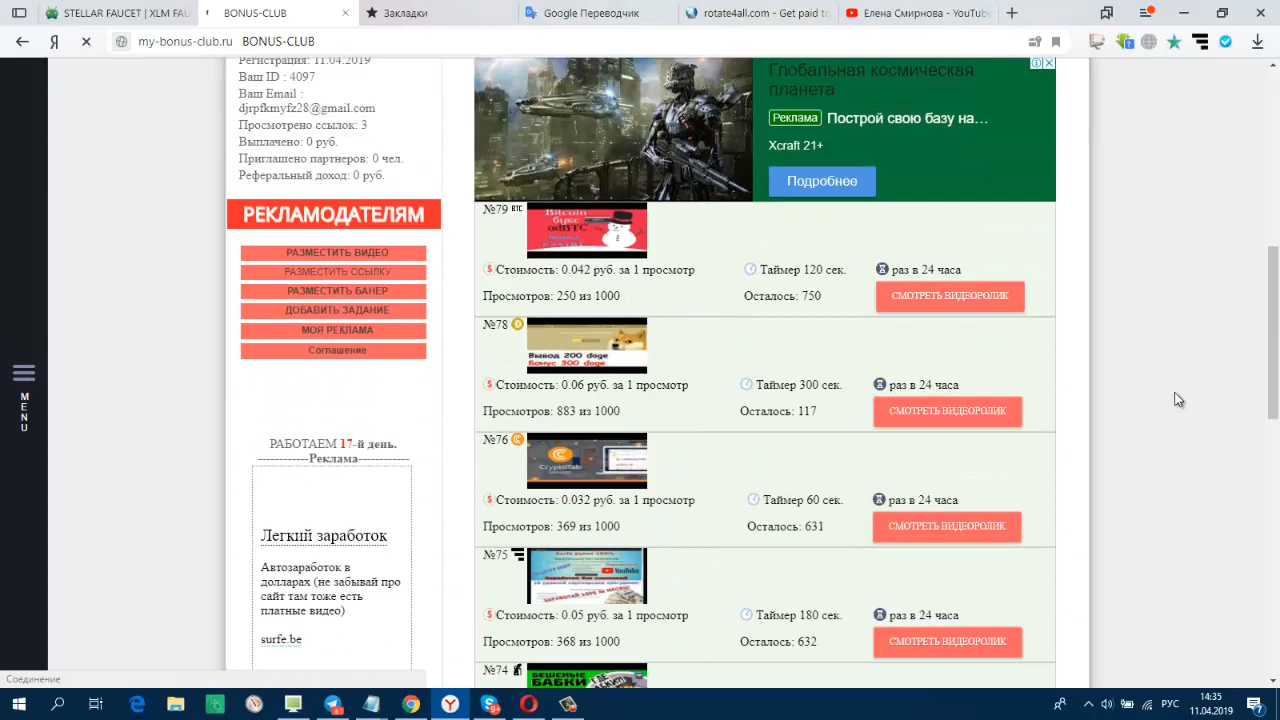 STELLAR FAUCET | XLM FAU
BONUS-CLUB
Закладки
Google Переводчик
rotate4all.com - Get paid to
Елена Смирнова - YouTube
my-bonus-club.ru BONUS-CLUB
Регистрация: 11.04.2019
Ваш ID : 4097
Ваш Email :
djrpfkmyfz28@gmail.com
Просмотрено ссылок: 3
Выплачено: 0 руб.
Приглашено партнеров: 0 чел.
Реферальный доход: 0 руб.
РЕКЛАМОДАТЕЛЯМ
РАЗМЕСТИТЬ ВИДЕО
РАЗМЕСТИТЬ ССЫЛКУ
РАЗМЕСТИТЬ БАНЕР
ДОБАВИТЬ ЗАДАНИЕ
МОЯ РЕКЛАМА
Соглашение
MENU
РАБОТАЕМ 17-й день.
------------Реклама------------
Легкий заработок
Автозаработок в
долларах (не забывай про
сайт там тоже есть
платные видео)
surfe.be
Глобальная космическая
планета
Реклама Построй свою базу на…
Xcraft 21+
Подробнее
№79 BTC
Bitcoin
букс
Стоимость: 0.042 руб. за 1 просмотр Таймер 120 сек. раз в 24 часа
Просмотров: 250 из 1000 Осталось: 750 СМОТРЕТЬ ВИДЕОРОЛИК
№78
Вывод 200 doge
Бонус 300 doge
Стоимость: 0.06 руб. за 1 просмотр Таймер 300 сек. раз в 24 часа
Просмотров: 883 из 1000 Осталось: 117 СМОТРЕТЬ ВИДЕОРОЛИК
№76
CryptoTab
Стоимость: 0.032 руб. за 1 просмотр Таймер 60 сек. раз в 24 часа
Просмотров: 369 из 1000 Осталось: 631 СМОТРЕТЬ ВИДЕОРОЛИК
№75
YouTube
Стоимость: 0.05 руб. за 1 просмотр Таймер 180 сек. раз в 24 часа
Просмотров: 368 из 1000 Осталось: 632 СМОТРЕТЬ ВИДЕОРОЛИК
№74
БЕШЕНЫЕ
БАБКИ
Соединение
РУС
14:35
11.04.2019